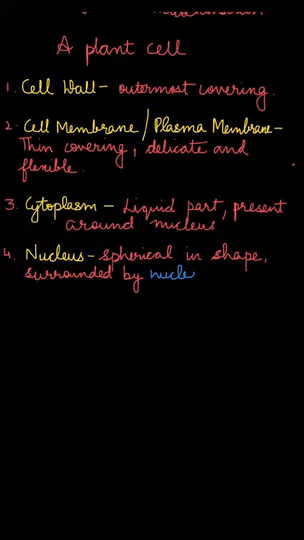 A plant cell
1. Cell Wall - outermost covering.
2. Cell Membrane / Plasma Membrane -
Thin covering, delicate and
flexible.
3. Cytoplasm - Liquid part, present
around nucleus
4. Nucleus - spherical in shape,
surrounded by nucle